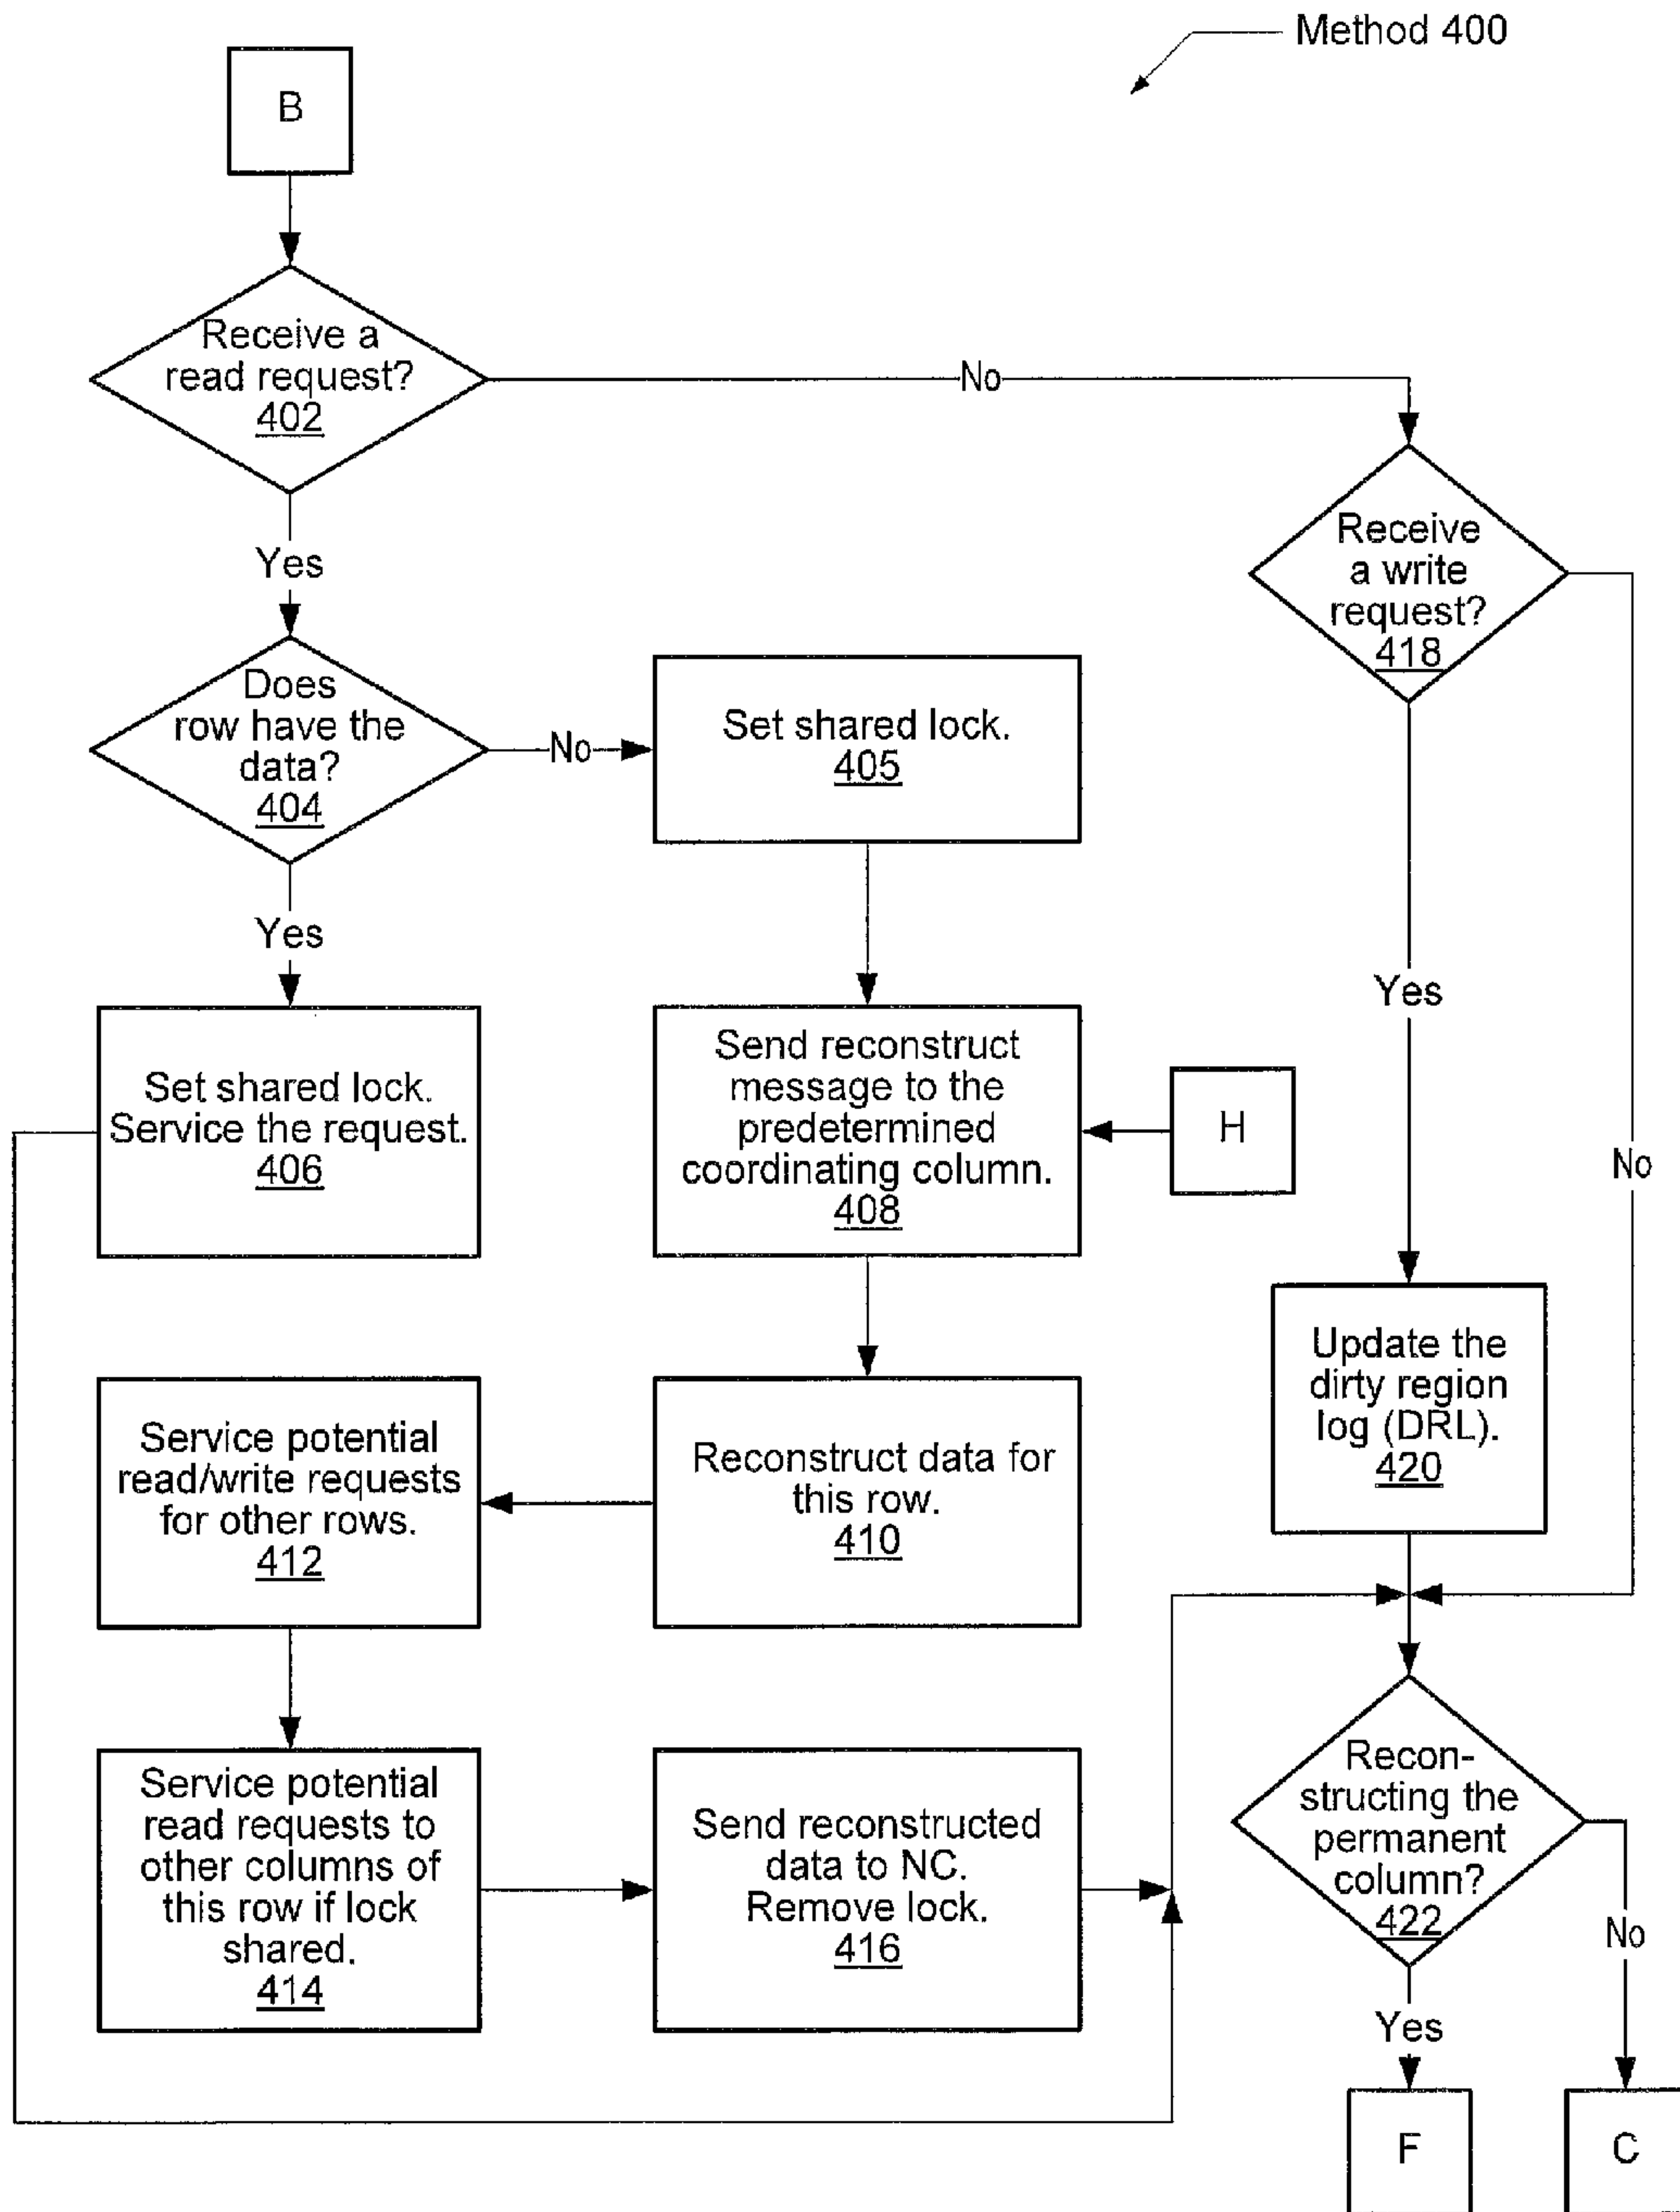 Method 400
B
Receive a
read request?
402
No
Yes
Receive
a write
request?
418
Does
row have the
data?
404
No
Set shared lock.
405
Yes
Yes
No
Set shared lock.
Service the request.
406
Send reconstruct
message to the
predetermined
coordinating column.
408
H
Update the
dirty region
log (DRL).
420
Service potential
read/write requests
for other rows.
412
Reconstruct data for
this row.
410
Service potential
read requests to
other columns of
this row if lock
shared.
414
Send reconstructed
data to NC.
Remove lock.
416
Recon-
structing the
permanent
column?
422
No
Yes
F
C